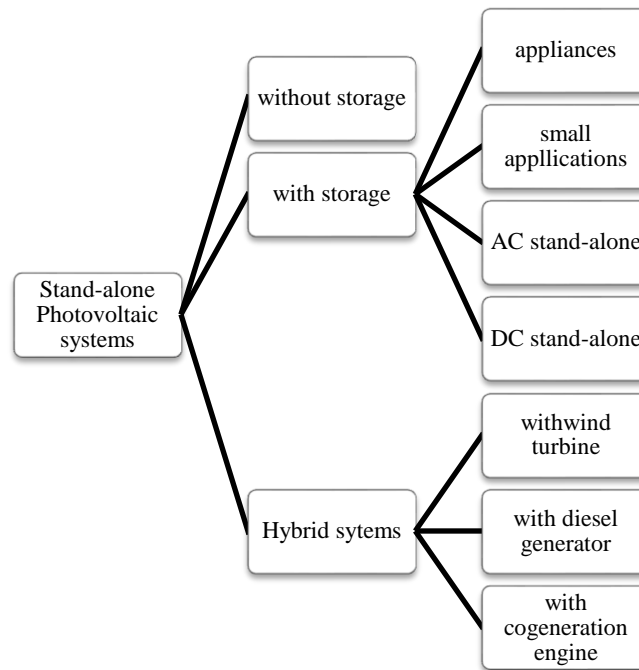 Stand-alone
Photovoltaic
systems
without storage
with storage
Hybrid sytems
appliances
small
appllications
AC stand-alone
DC stand-alone
withwind
turbine
with diesel
generator
with
cogeneration
engine